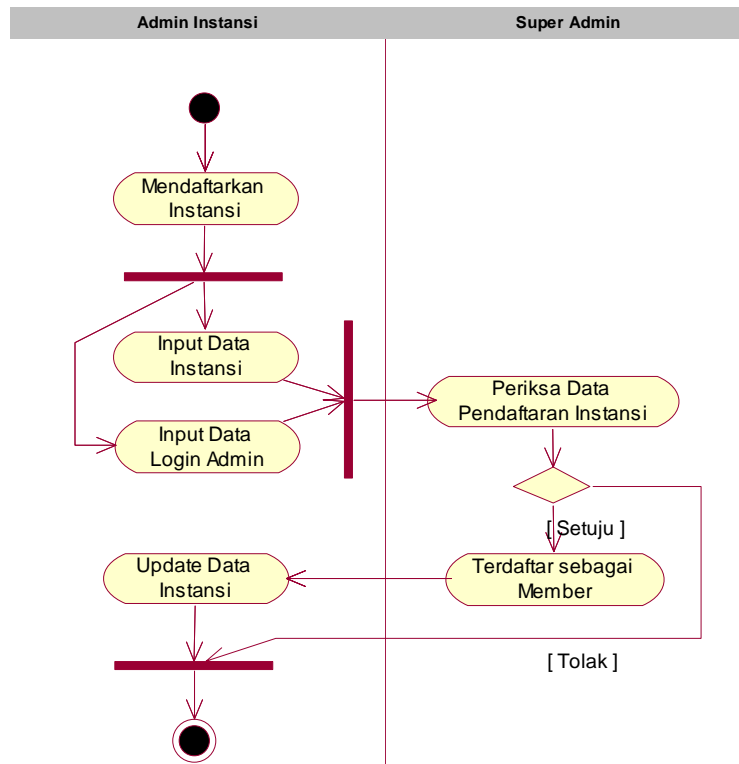 Admin Instansi
Super Admin
Mendaftarkan
Instansi
Input Data
Instansi
Input Data
Login Admin
Periksa Data
Pendaftaran Instansi
[ Setuju ]
Update Data
Instansi
Terdaftar sebagai
Member
[ Tolak ]